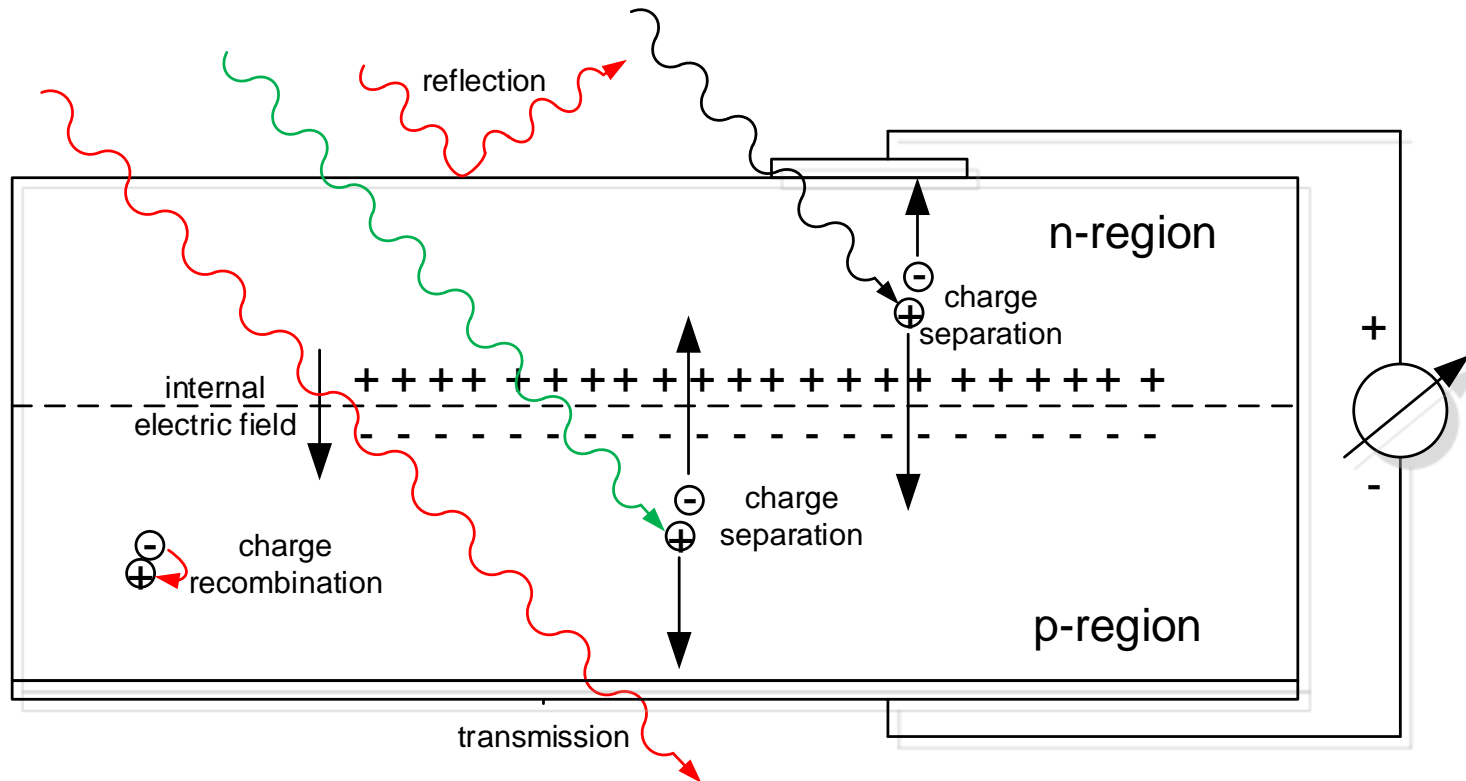 reflection
n-region
charge
separation
+
internal
electric field
+ + + + + + + + + + + + + + + + + + + + + +
- - - - - - - - - - - - - - - - - - - - - -
-
+
-
+
charge
separation
-
-
+
charge
recombination
-
+
p-region
transmission